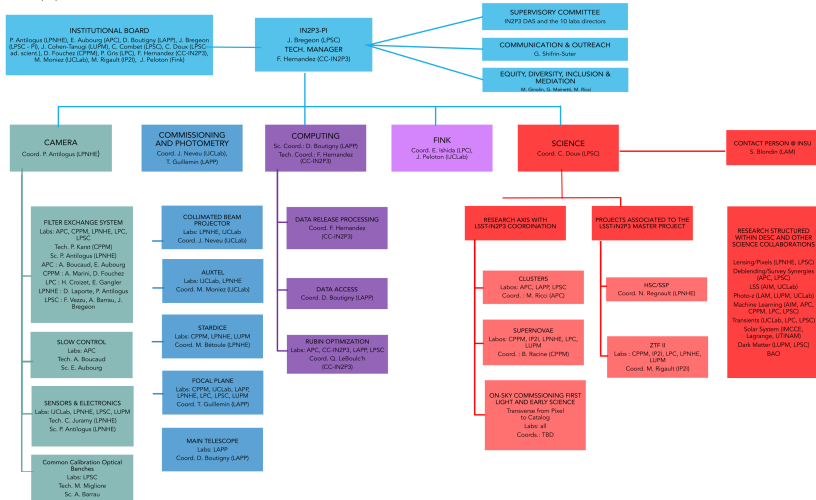 INSTITUTIONAL BOARD
P. Antilogus (LPNHE), E. Aubourg (APC), D. Boutigny (LAPP), J. Bregeon
(LPSC - PI), J. Cohen-Tanugi (LUPM), C. Combet (LPSC), C. Doux (LPSC-
ad. scient.), D. Fouchez (CPPM), P. Gris (LPC), F. Hernandez (CC-IN2P3),
M. Moniez (IJCLab), M. Rigault (IP2I), J. Peloton (Fink)
IN2P3-PI
J. Bregeon (LPSC)
TECH. MANAGER
F. Hernandez (CC-IN2P3)
SUPERVISORY COMMITTEE
IN2P3 DAS and the 10 labs directors
COMMUNICATION & OUTREACH
G. Shifrin-Suter
EQUITY, DIVERSITY, INCLUSION &
MEDIATION
M. Ginolin, G. Mainetti, M. Ricci
CAMERA
Coord. P. Antilogus (LPNHE)
COMMISSIONING
AND PHOTOMETRY
Coord. J. Neveu (IJCLab),
T. Guillemin (LAPP)
COMPUTING
Sc. Coord.: D. Boutigny (LAPP)
Tech. Coord.: F. Hernandez
(CC-IN2P3)
FINK
Coord. E. Ishida (LPC),
J. Peloton (IJCLab)
SCIENCE
Coord. C. Doux (LPSC)
CONTACT PERSON @ INSU
S. Blondin (LAM)
FILTER EXCHANGE SYSTEM
Labs: APC, CPPM, LPNHE, LPC,
LPSC
Tech. P. Karst (CPPM)
Sc. P. Antilogus (LPNHE)
APC : A. Boucaud, E. Aubourg
CPPM : A. Marini, D. Fouchez
LPC : H. Croizet, E. Gangler
LPNHE : D. Laporte, P. Antilogus
LPSC : F. Vezzu, A. Barrau, J.
Bregeon
SLOW CONTROL
Labs: APC
Tech. A. Boucaud
Sc. E. Aubourg
SENSORS & ELECTRONICS
Labs: IJCLab, LPNHE, LPSC, LUPM
Tech. C. Juramy (LPNHE)
Sc. P. Antilogus (LPNHE)
Common Calibration Optical
Benches
Labs: LPSC
Tech. M. Migliore
Sc. A. Barrau
COLLIMATED BEAM
PROJECTOR
Labs: LPNHE, IJCLab
Coord. J. Neveu (IJCLab)
AUXTEL
Labs: IJCLab, LPNHE
Coord. M. Moniez (IJCLab)
STARDICE
Labs: CPPM, LPNHE, LUPM
Coord. M. Bétoule (LPNHE)
FOCAL PLANE
Labs: CPPM, IJCLab, LAPP,
LPNHE, LPC, LPSC, LUPM
Coord. T. Guillemin (LAPP)
MAIN TELESCOPE
Labs: LAPP
Coord. D. Boutigny (LAPP)
DATA RELEASE PROCESSING
Coord. F. Hernandez
(CC-IN2P3)
DATA ACCESS
Coord. D. Boutigny (LAPP)
RUBIN OPTIMIZATION
Labs: APC, CC-IN2P3, LAPP, LPSC
Coord. Q. LeBoulc'h
(CC-IN2P3)
RESEARCH AXIS WITH
LSST-IN2P3 COORDINATION
CLUSTERS
Labos: APC, LAPP, LPSC
Coord. : M. Ricci (APC)
SUPERNOVAE
Labos: CPPM, IP2I, LPNHE, LPC,
LUPM
Coord. : B. Racine (CPPM)
ON-SKY COMMSSIONING FIRST
LIGHT AND EARLY SCIENCE
Transverse from Pixel
to Catalog
Labs: all
Coords.: TBD
PROJECTS ASSOCIATED TO THE
LSST-IN2P3 MASTER PROJECT
HSC/SSP
Coord. N. Regnault (LPNHE)
ZTF II
Labs : CPPM, IP2I, LPC, LPNHE,
LUPM
Coord. M. Rigault (IP2I)
RESEARCH STRUCTURED
WITHIN DESC AND OTHER
SCIENCE COLLABORATIONS
Lensing/Pixels (LPNHE, LPSC)
Deblending/Survey Synergies
(APC, LPSC)
LSS (AIM, IJCLab)
Photo-z (LAM, LUPM, IJCLab)
Machine Learning (AIM, APC,
CPPM, LPC, LPSC)
Transients (IJCLab, LPC, LPSC)
Solar System (IMCCE,
Lagrange, UTINAM)
Dark Matter (LUPM, LPSC)
BAO